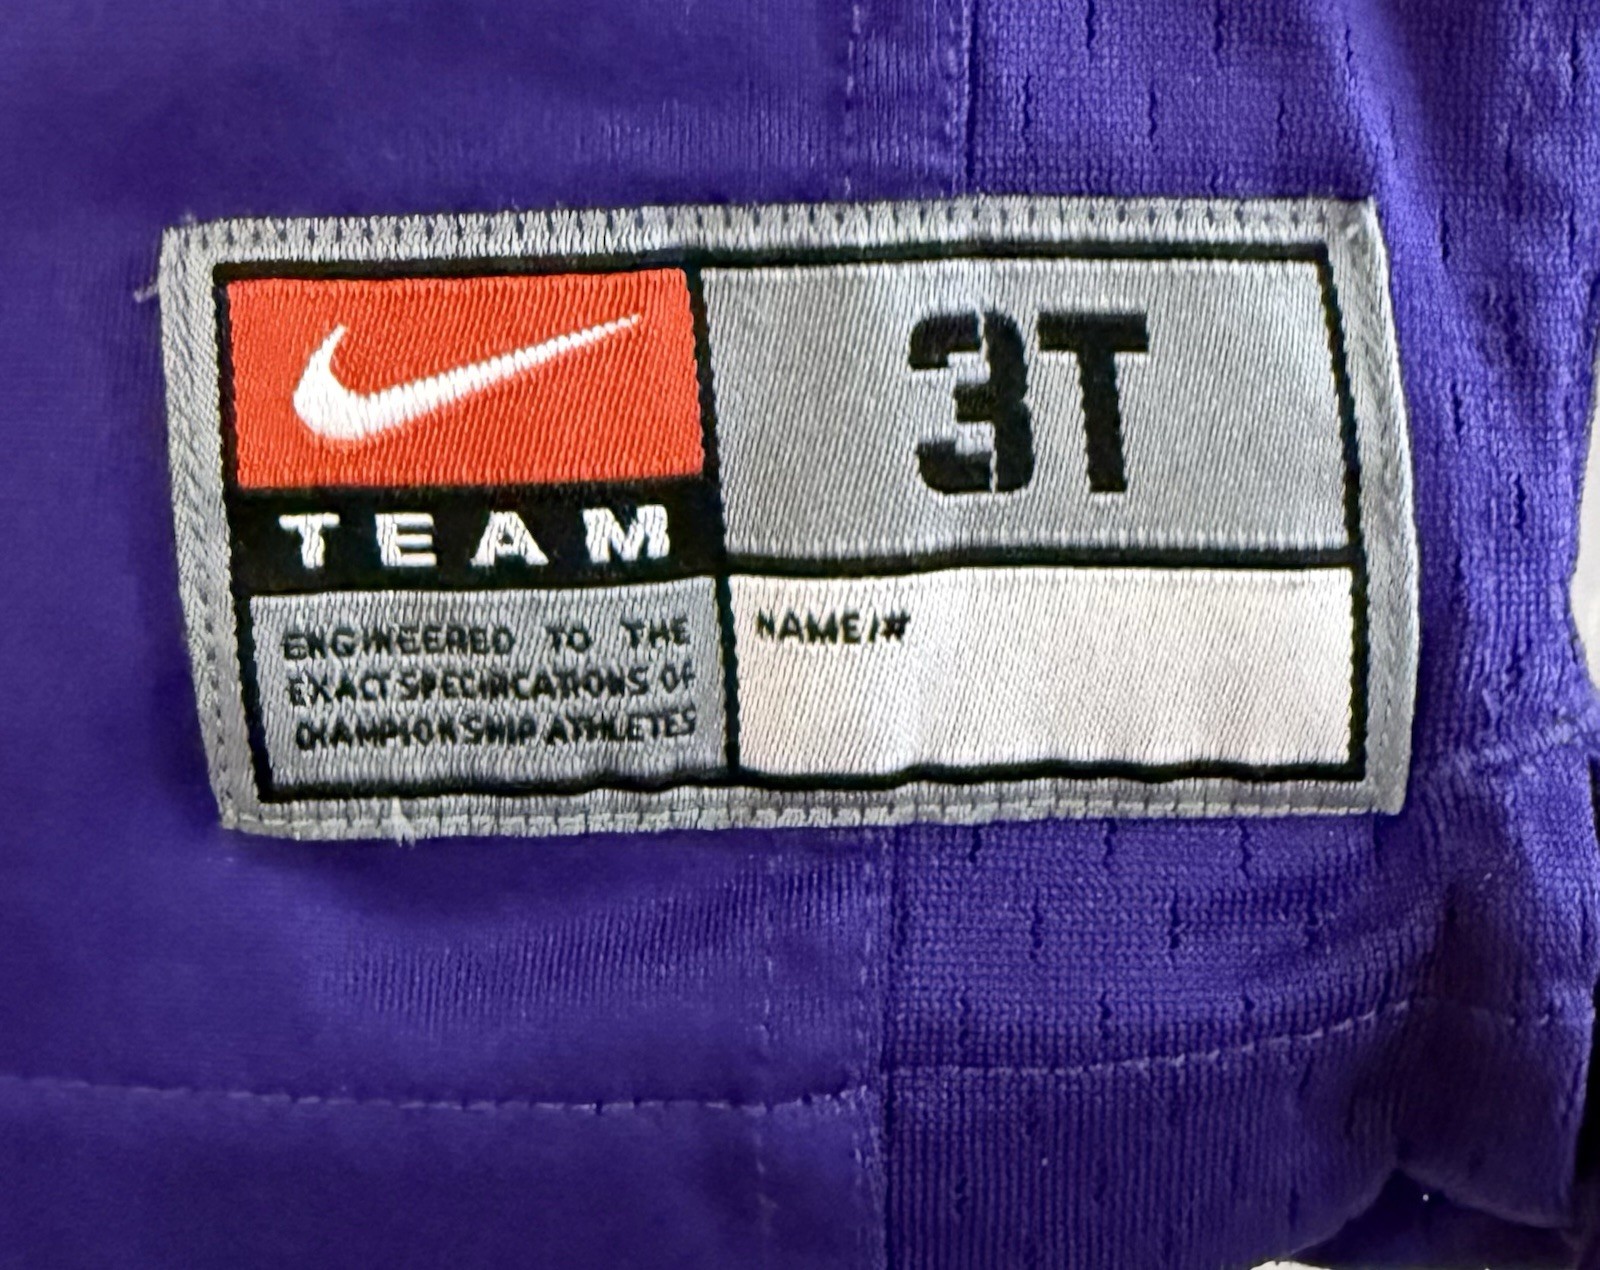 TEAM
ENGINEERED TO THE
EXACT SPECIFICATIONS OF
CHAMPIONSHIP ATHLETES
3T
NAME/#